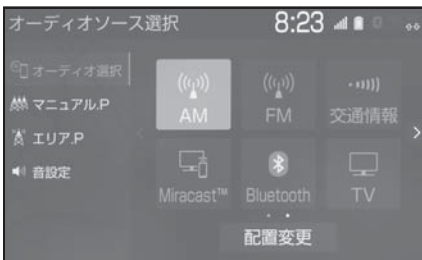 オーディオソース選択 8:23
オーディオ選択
マニュアル.P
エリア.P
音設定
AM FM 交通情報
Miracast™ Bluetooth TV
配置変更